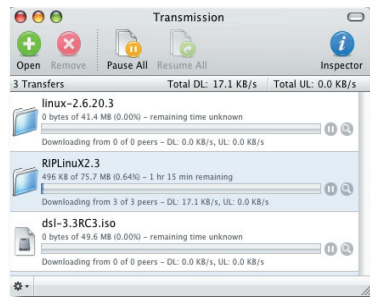 Transmission
Open Remove Pause All Resume All Inspector
3 Transfers Total DL: 17.1 KB/s Total UL: 0.0 KB/s
linux-2.6.20.3
0 bytes of 41.4 MB (0.00%) – remaining time unknown
Downloading from 0 of 0 peers – DL: 0.0 KB/s, UL: 0.0 KB/s
RIPLinuX2.3
496 KB of 75.7 MB (0.64%) – 1 hr 15 min remaining
Downloading from 3 of 3 peers – DL: 17.1 KB/s, UL: 0.0 KB/s
dsl-3.3RC3.iso
0 bytes of 49.6 MB (0.00%) – remaining time unknown
Downloading from 0 of 0 peers – DL: 0.0 KB/s, UL: 0.0 KB/s